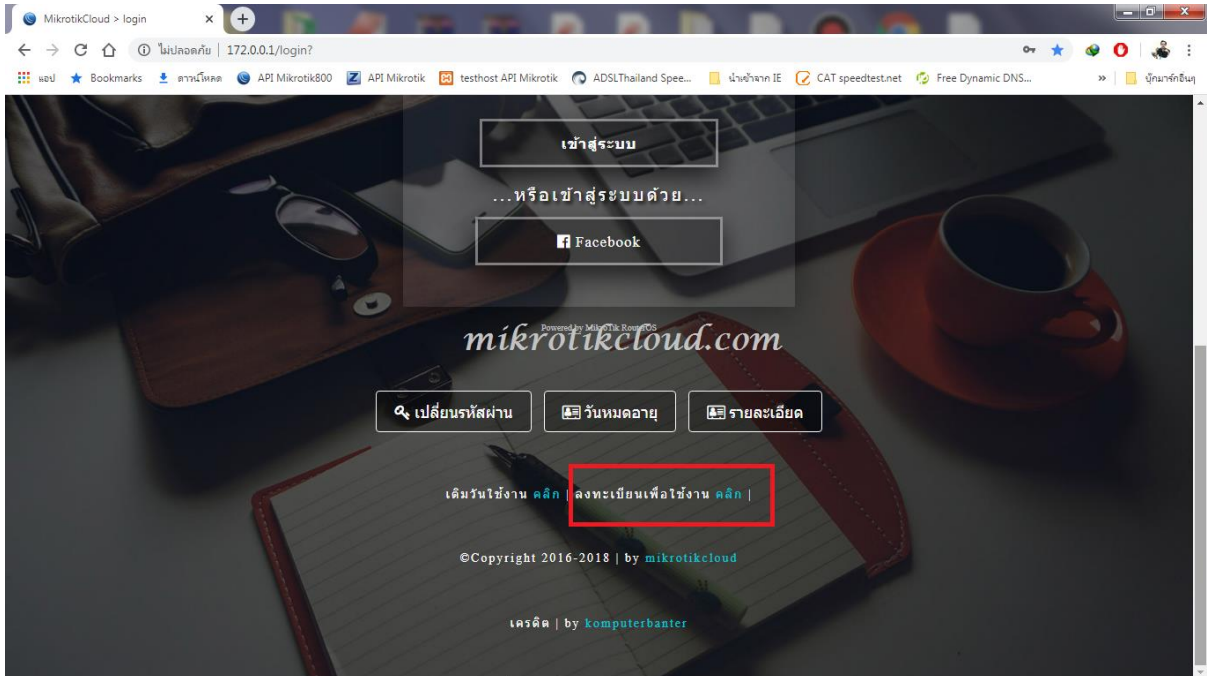 MikrotikCloud > login
ไม่ปลอดภัย | 172.0.0.1/login?
แอป Bookmarks ดาวน์โหลด API Mikrotik800 API Mikrotik testhost API Mikrotik ADSLThailand Spee... นำเข้าจาก IE CAT speedtest.net Free Dynamic DNS... » บุ๊กมาร์กอื่นๆ
เข้าสู่ระบบ
...หรือเข้าสู่ระบบด้วย...
Facebook
Powered by MikroTik RouterOS
mikrotikcloud.com
เปลี่ยนรหัสผ่าน วันหมดอายุ รายละเอียด
เติมวันใช้งาน คลิก | ลงทะเบียนเพื่อใช้งาน คลิก |
©Copyright 2016-2018 | by mikrotikcloud
เครดิต | by komputerbanter